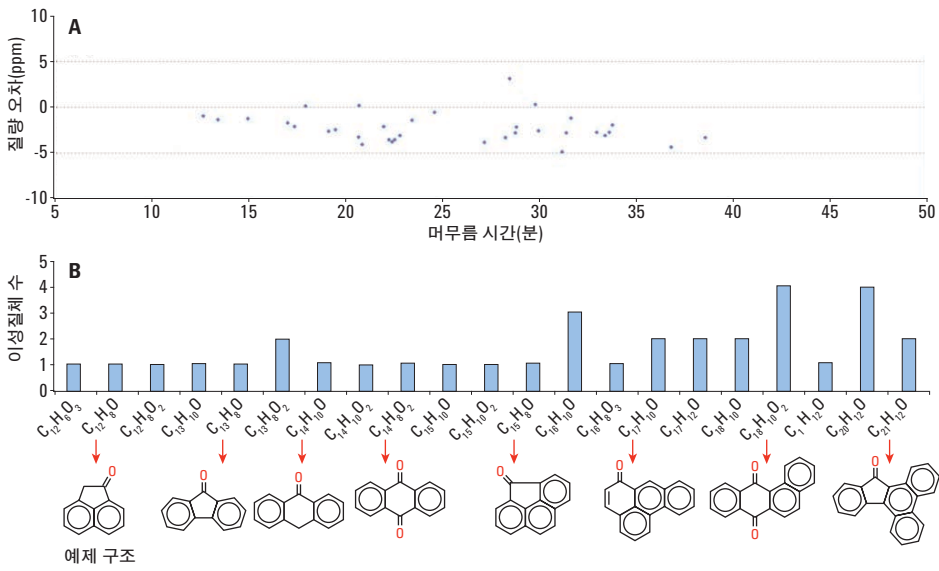 A
질량 오차(ppm)
10
5
0
-5
-10
5 10 15 20 25 30 35 40 45 50
머무름 시간(분)
B
이성질체 수
5
4
3
2
1
0
C₁₂H₆O₃ C₁₂H₈O C₁₂H₈O₂ C₁₃H₁₀O C₁₃H₈O C₁₃H₈O₂ C₁₄H₁₀O C₁₄H₁₀O₂ C₁₄H₈O₂ C₁₅H₁₀O C₁₅H₁₀O₂ C₁₅H₈O C₁₆H₁₀O C₁₆H₈O₃ C₁₇H₁₀O C₁₇H₁₂O C₁₈H₁₀O C₁₈H₁₀O₂ C₁H₁₂O C₂₀H₁₂O C₂₁H₁₂O
O O O O O O O O
O O
예제 구조